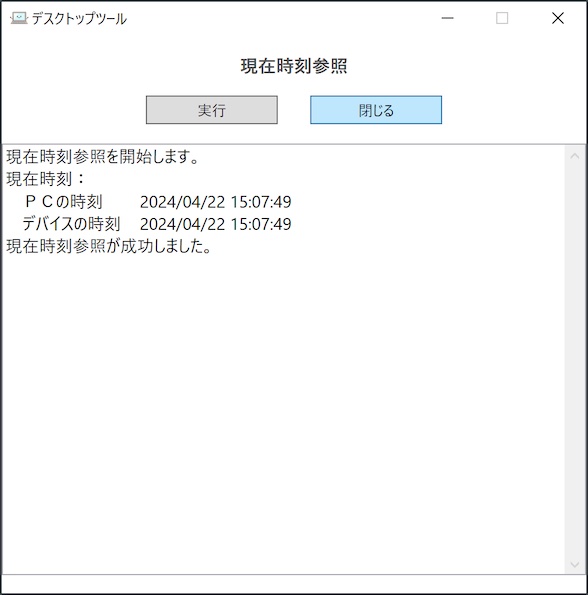 デスクトップツール
現在時刻参照
実行 閉じる
現在時刻参照を開始します。
現在時刻：
　ＰＣの時刻　　 2024/04/22 15:07:49
　デバイスの時刻　2024/04/22 15:07:49
現在時刻参照が成功しました。